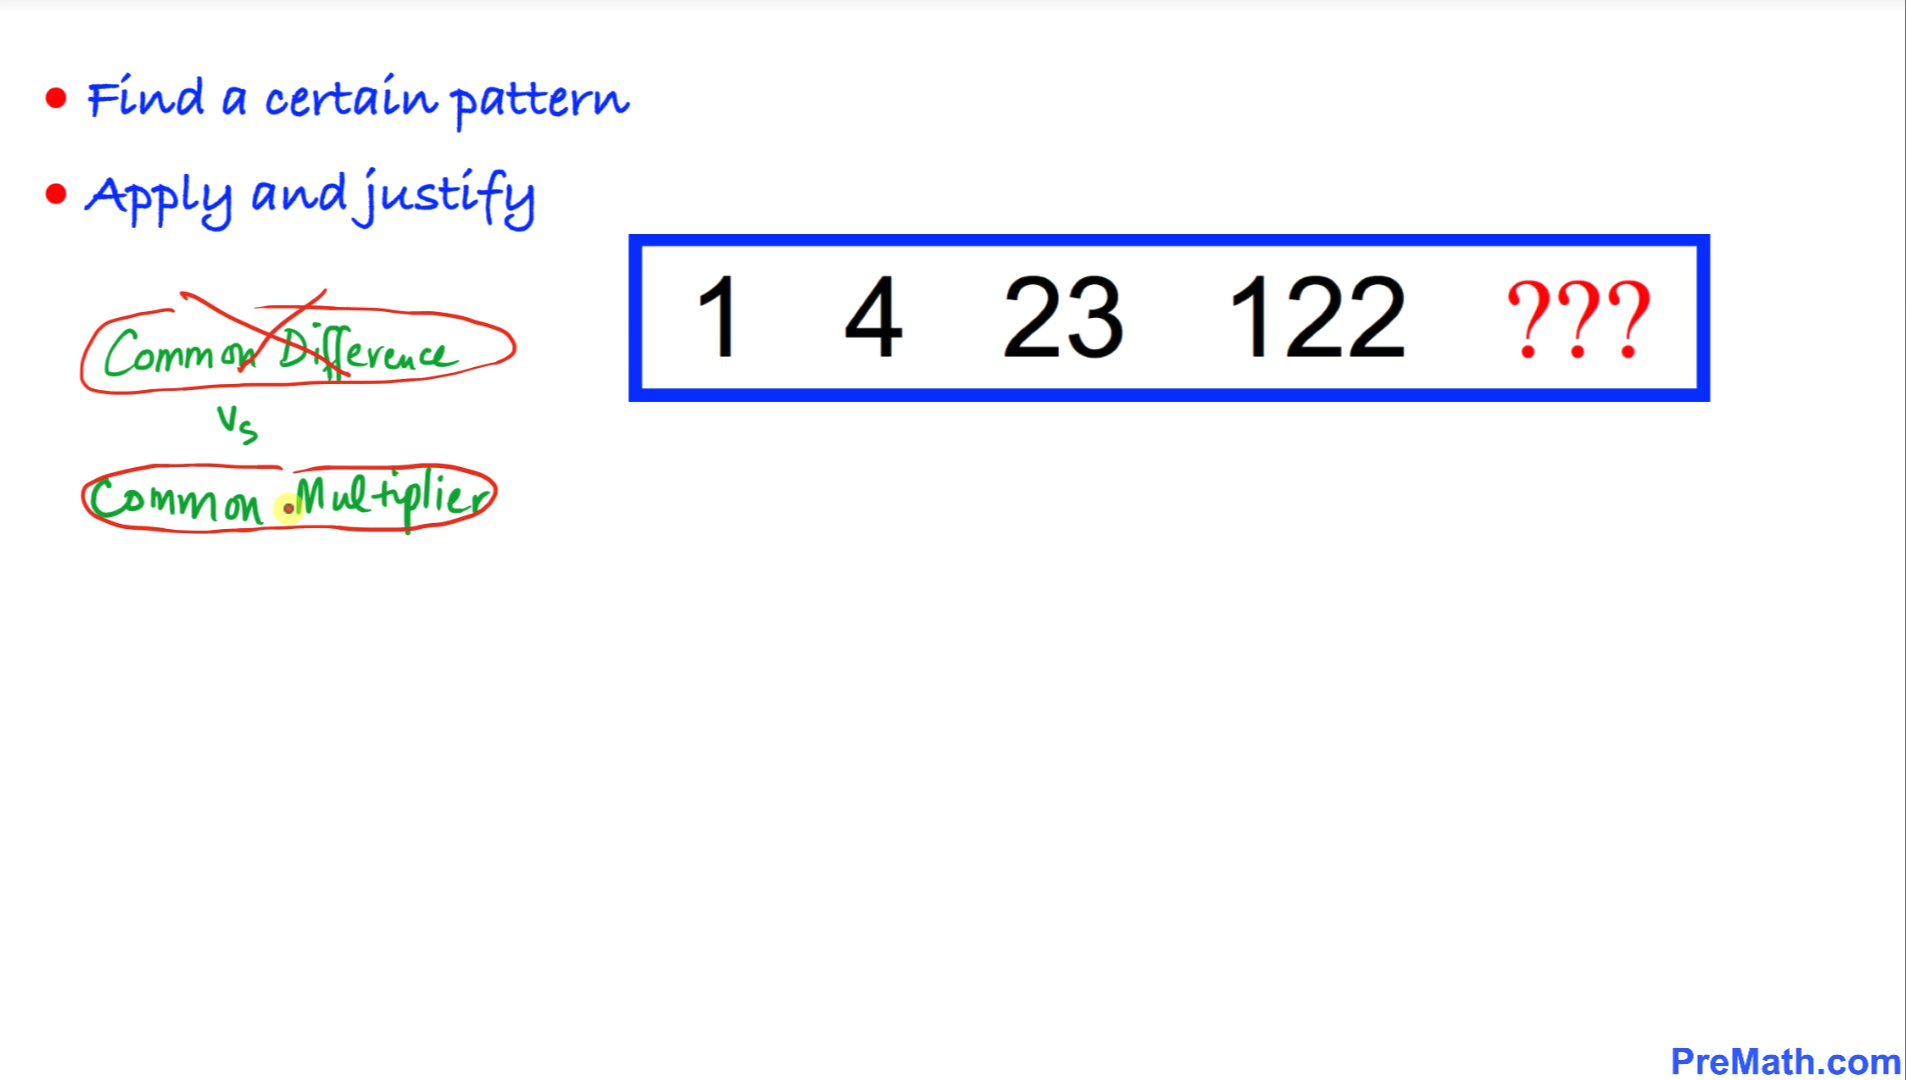 • Find a certain pattern
• Apply and justify
1 4 23 122 ???
Common Difference
Vs
Common Multiplier
PreMath.com